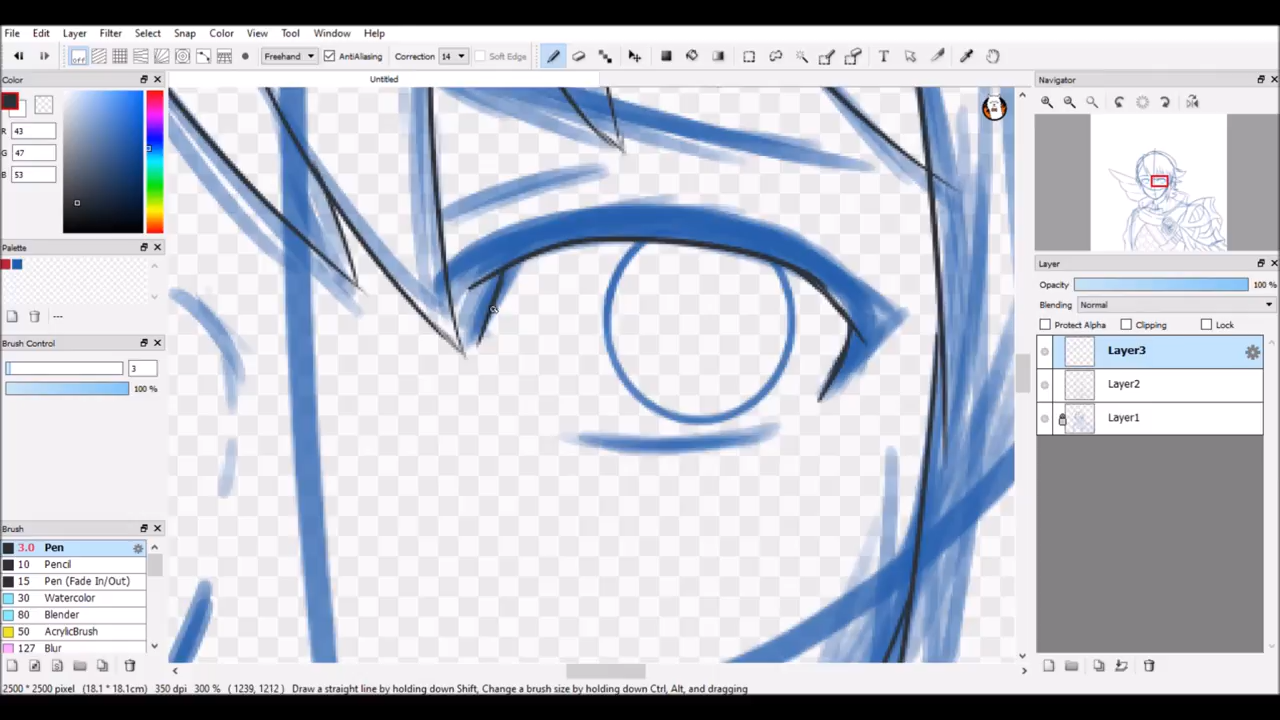 File Edit Layer Filter Select Snap Color View Tool Window Help
off Freehand AntiAliasing Correction 14 Soft Edge
Color
Untitled
Navigator
R 43
G 47
B 53
Palette
---
Brush Control
3
100 %
Brush
3.0 Pen
10 Pencil
15 Pen (Fade In/Out)
30 Watercolor
80 Blender
50 AcrylicBrush
127 Blur
Layer
Opacity 100 %
Blending Normal
Protect Alpha Clipping Lock
Layer3
Layer2
Layer1
2500 * 2500 pixel (18.1 * 18.1cm) 350 dpi 300 % ( 1239, 1212 ) Draw a straight line by holding down Shift, Change a brush size by holding down Ctrl, Alt, and dragging